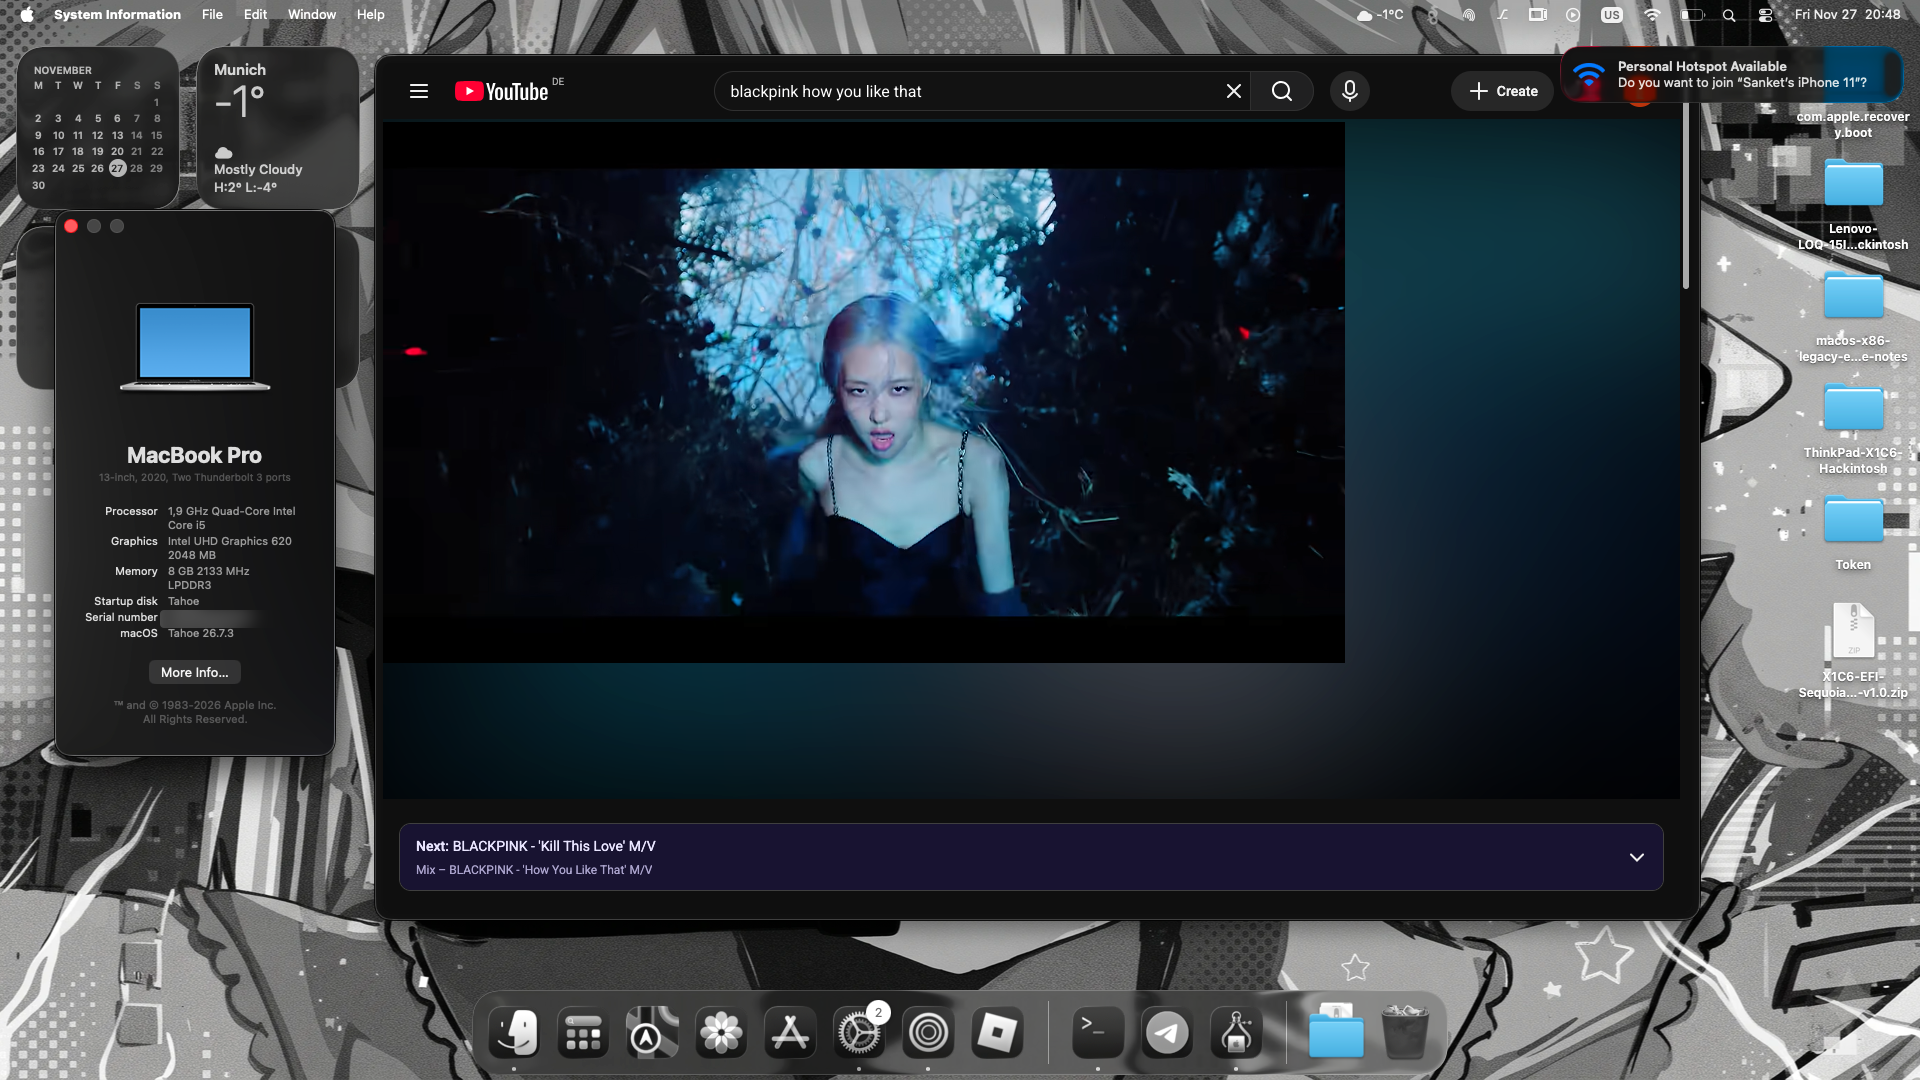 System Information File Edit Window Help
-1°C US Fri Nov 27 20:48
NOVEMBER
M T W T F S S
1
2 3 4 5 6 7 8
9 10 11 12 13 14 15
16 17 18 19 20 21 22
23 24 25 26 27 28 29
30
Munich
-1°
Mostly Cloudy
H:2° L:-4°
YouTube DE
blackpink how you like that
Create
Personal Hotspot Available
Do you want to join “Sanket’s iPhone 11”?
com.apple.recover
y.boot
Lenovo-
LOQ-15I...ckintosh
macos-x86-
legacy-e...e-notes
ThinkPad-X1C6-
Hackintosh
Token
ZIP
X1C6-EFI-
Sequoia...-v1.0.zip
MacBook Pro
13-inch, 2020, Two Thunderbolt 3 ports
Processor 1,9 GHz Quad-Core Intel
Core i5
Graphics Intel UHD Graphics 620
2048 MB
Memory 8 GB 2133 MHz
LPDDR3
Startup disk Tahoe
Serial number
macOS Tahoe 26.7.3
More Info...
™ and © 1983-2026 Apple Inc.
All Rights Reserved.
Next: BLACKPINK - 'Kill This Love' M/V
Mix – BLACKPINK - 'How You Like That' M/V
2